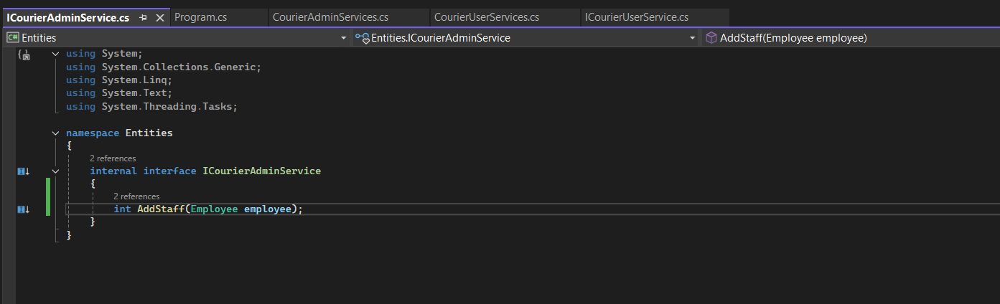 ICourierAdminService.cs Program.cs CourierAdminServices.cs CourierUserServices.cs ICourierUserService.cs
C# Entities Entities.ICourierAdminService AddStaff(Employee employee)
using System;
using System.Collections.Generic;
using System.Linq;
using System.Text;
using System.Threading.Tasks;
namespace Entities
{
2 references
internal interface ICourierAdminService
{
2 references
int AddStaff(Employee employee);
}
}